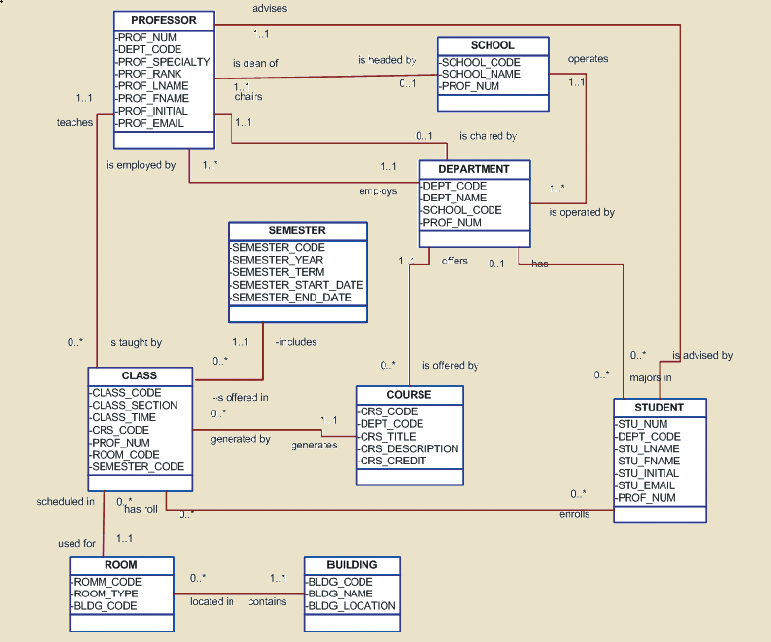 advises
PROFESSOR
1..1
-PROF_NUM
-DEPT_CODE
-PROF_SPECIALTY
-PROF_RANK
-PROF_LNAME
-PROF_FNAME
-PROF_INITIAL
-PROF_EMAIL
is dean of
1..1
chairs
is headed by
0..1
SCHOOL
-SCHOOL_CODE
-SCHOOL_NAME
-PROF_NUM
operates
1..1
1..1
teaches
1..1
0..1
is chaired by
is employed by
1..*
1..1
employs
DEPARTMENT
-DEPT_CODE
-DEPT_NAME
-SCHOOL_CODE
-PROF_NUM
1..*
is operated by
SEMESTER
-SEMESTER_CODE
-SEMESTER_YEAR
-SEMESTER_TERM
-SEMESTER_START_DATE
-SEMESTER_END_DATE
1..1
offers
0..1
has
0..*
is taught by
1..1
-includes
0..*
-is offered in
0..*
is offered by
0..*
is advised by
0..*
majors in
CLASS
-CLASS_CODE
-CLASS_SECTION
-CLASS_TIME
-CRS_CODE
-PROF_NUM
-ROOM_CODE
-SEMESTER_CODE
0..*
generated by
1..1
generates
COURSE
-CRS_CODE
-DEPT_CODE
-CRS_TITLE
-CRS_DESCRIPTION
-CRS_CREDIT
STUDENT
-STU_NUM
-DEPT_CODE
-STU_LNAME
-STU_FNAME
-STU_INITIAL
-STU_EMAIL
-PROF_NUM
scheduled in
0..*
has roll
0..*
0..*
enrolls
used for
1..1
ROOM
-ROMM_CODE
-ROOM_TYPE
-BLDG_CODE
0..*
located in
1..1
contains
BUILDING
-BLDG_CODE
-BLDG_NAME
-BLDG_LOCATION